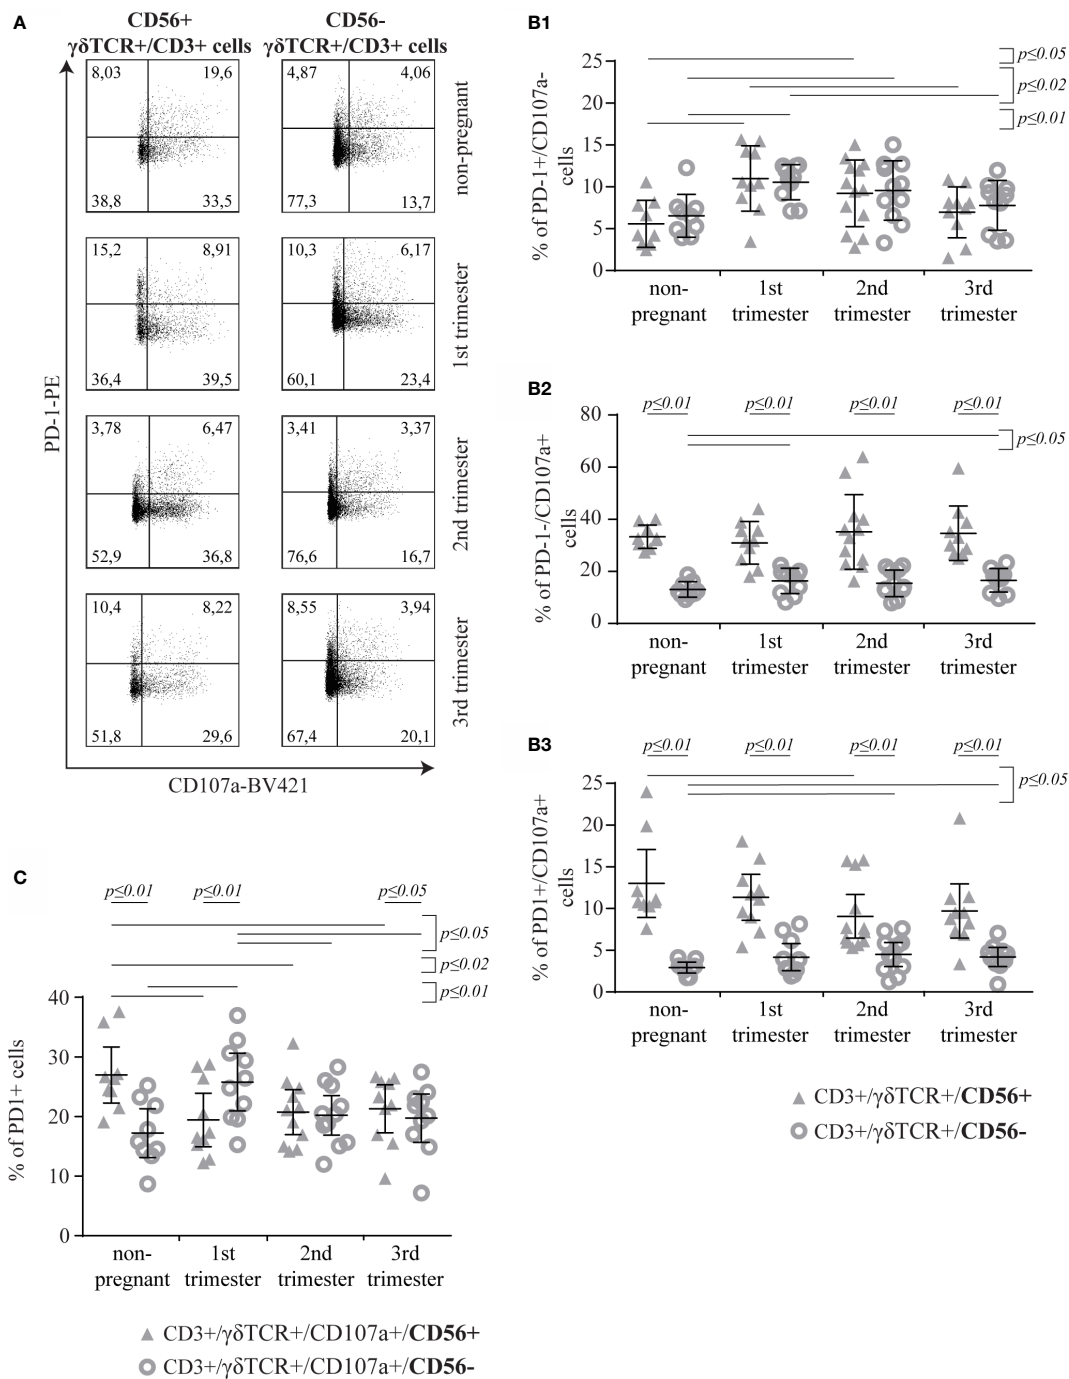 A
CD56+
γδTCR+/CD3+ cells
CD56-
γδTCR+/CD3+ cells
8,03
19,6
38,8
33,5
4,87
4,06
77,3
13,7
non-pregnant
15,2
8,91
36,4
39,5
10,3
6,17
60,1
23,4
1st trimester
3,78
6,47
52,9
36,8
3,41
3,37
76,6
16,7
2nd trimester
10,4
8,22
51,8
29,6
8,55
3,94
67,4
20,1
3rd trimester
PD-1-PE
CD107a-BV421
B1
p≤0.05
p≤0.02
p≤0.01
% of PD-1+/CD107a-
cells
25
20
15
10
5
0
non-
pregnant
1st
trimester
2nd
trimester
3rd
trimester
B2
p≤0.01
p≤0.01
p≤0.01
p≤0.01
p≤0.05
% of PD-1-/CD107a+
cells
80
60
40
20
0
non-
pregnant
1st
trimester
2nd
trimester
3rd
trimester
B3
p≤0.01
p≤0.01
p≤0.01
p≤0.01
p≤0.05
% of PD1+/CD107a+
cells
25
20
15
10
5
0
non-
pregnant
1st
trimester
2nd
trimester
3rd
trimester
CD3+/γδTCR+/CD56+
CD3+/γδTCR+/CD56-
C
p≤0.01
p≤0.01
p≤0.05
p≤0.05
p≤0.02
p≤0.01
% of PD1+ cells
40
30
20
10
0
non-
pregnant
1st
trimester
2nd
trimester
3rd
trimester
CD3+/γδTCR+/CD107a+/CD56+
CD3+/γδTCR+/CD107a+/CD56-